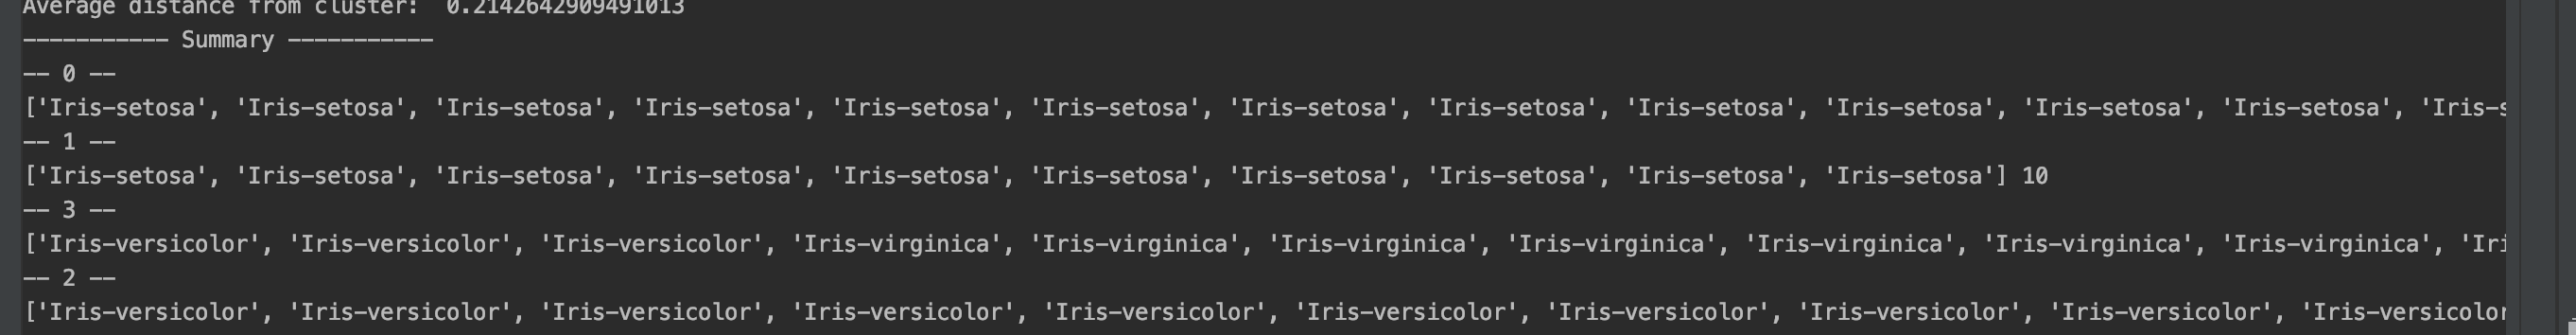 Average distance from cluster:  0.2142642909491013
----------- Summary -----------
-- 0 --
['Iris-setosa', 'Iris-setosa', 'Iris-setosa', 'Iris-setosa', 'Iris-setosa', 'Iris-setosa', 'Iris-setosa', 'Iris-setosa', 'Iris-setosa', 'Iris-setosa', 'Iris-setosa', 'Iris-setosa', 'Iris-s
-- 1 --
['Iris-setosa', 'Iris-setosa', 'Iris-setosa', 'Iris-setosa', 'Iris-setosa', 'Iris-setosa', 'Iris-setosa', 'Iris-setosa', 'Iris-setosa', 'Iris-setosa'] 10
-- 3 --
['Iris-versicolor', 'Iris-versicolor', 'Iris-versicolor', 'Iris-virginica', 'Iris-virginica', 'Iris-virginica', 'Iris-virginica', 'Iris-virginica', 'Iris-virginica', 'Iris-virginica', 'Iri
-- 2 --
['Iris-versicolor', 'Iris-versicolor', 'Iris-versicolor', 'Iris-versicolor', 'Iris-versicolor', 'Iris-versicolor', 'Iris-versicolor', 'Iris-versicolor', 'Iris-versicolor', 'Iris-versicolor